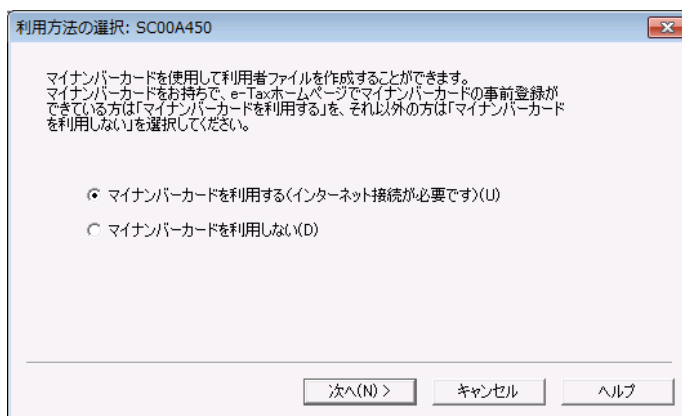 利用方法の選択: SC00A450
マイナンバーカードを使用して利用者ファイルを作成することができます。
マイナンバーカードをお持ちで、e-Taxホームページでマイナンバーカードの事前登録が
できている方は「マイナンバーカードを利用する」を、それ以外の方は「マイナンバーカード
を利用しない」を選択してください。
マイナンバーカードを利用する(インターネット接続が必要です)(U)
マイナンバーカードを利用しない(D)
次へ(N) >
キャンセル
ヘルプ